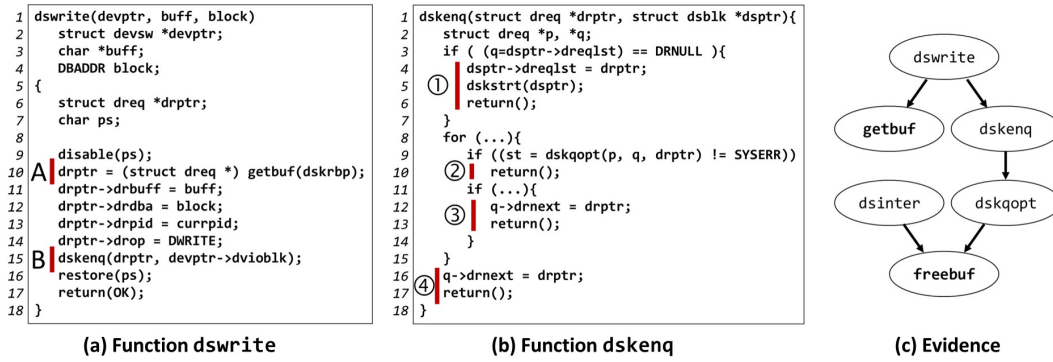 1 dswrite(devptr, buff, block)
2 struct devsw *devptr;
3 char *buff;
4 DBADDR block;
5 {
6 struct dreq *drptr;
7 char ps;
8
9 disable(ps);
A 10 drptr = (struct dreq *) getbuf(dskrbp);
11 drptr->drbuff = buff;
12 drptr->drdba = block;
13 drptr->drpid = currpid;
14 drptr->drop = DWRITE;
B 15 dskenq(drptr, devptr->dvioblk);
16 restore(ps);
17 return(OK);
18 }
(a) Function dswrite
1 dskenq(struct dreq *drptr, struct dsblk *dsptr){
2 struct dreq *p, *q;
3 if ( (q=dsptr->dreqlst) == DRNULL ){
4 dsptr->dreqlst = drptr;
① 5 dskstrt(dsptr);
6 return();
7 }
8 for (...){
9 if ((st = dskqopt(p, q, drptr) != SYSERR))
② 10 return();
11 if (...){
③ 12 q->drnext = drptr;
13 return();
14 }
15 }
④ 16 q->drnext = drptr;
17 return();
18 }
(b) Function dskenq
dswrite
getbuf dskenq
dsinter dskqopt
freebuf
(c) Evidence